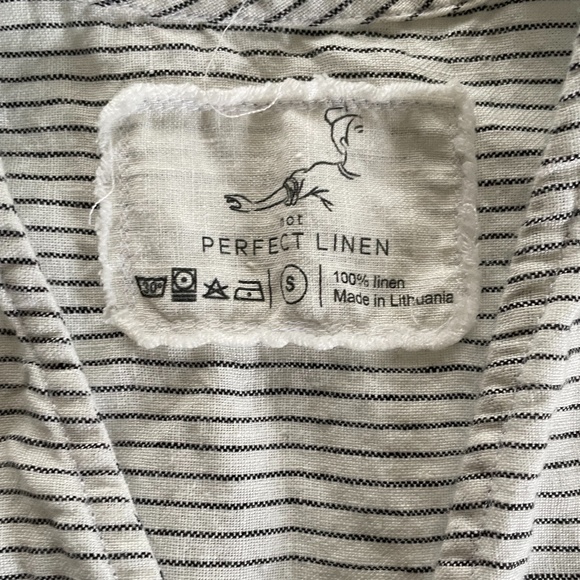 not
PERFECT LINEN
30° S 100% linen
Made in Lithuania